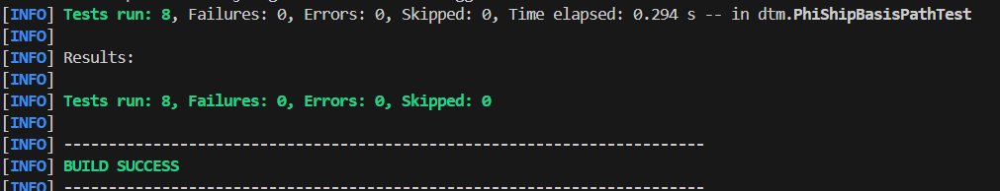 [INFO] Tests run: 8, Failures: 0, Errors: 0, Skipped: 0, Time elapsed: 0.294 s -- in dtm.PhiShipBasisPathTest
[INFO]
[INFO] Results:
[INFO]
[INFO] Tests run: 8, Failures: 0, Errors: 0, Skipped: 0
[INFO]
[INFO] ------------------------------------------------------------------------
[INFO] BUILD SUCCESS
[INFO] ------------------------------------------------------------------------